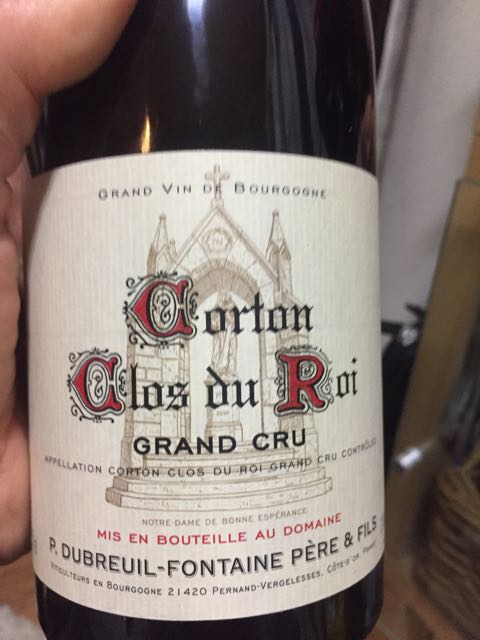 GRAND VIN DE BOURGOGNE
Corton
Clos du Roi
GRAND CRU
APPELLATION CORTON CLOS DU ROI GRAND CRU CONTRÔLÉE
NOTRE-DAME DE BONNE ESPÉRANCE
MIS EN BOUTEILLE AU DOMAINE
P. DUBREUIL-FONTAINE PÈRE & FILS
VITICULTEURS EN BOURGOGNE 21420 PERNAND-VERGELESSES, CÔTE-D'OR, FRANCE